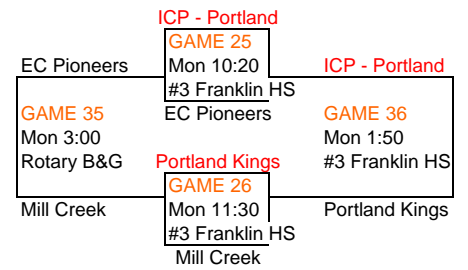 ICP - Portland
GAME 25
EC Pioneers
Mon 10:20
ICP - Portland
#3 Franklin HS
GAME 35
EC Pioneers
GAME 36
Mon 3:00
Mon 1:50
Rotary B&G
Portland Kings
#3 Franklin HS
GAME 26
Mill Creek
Mon 11:30
Portland Kings
#3 Franklin HS
Mill Creek